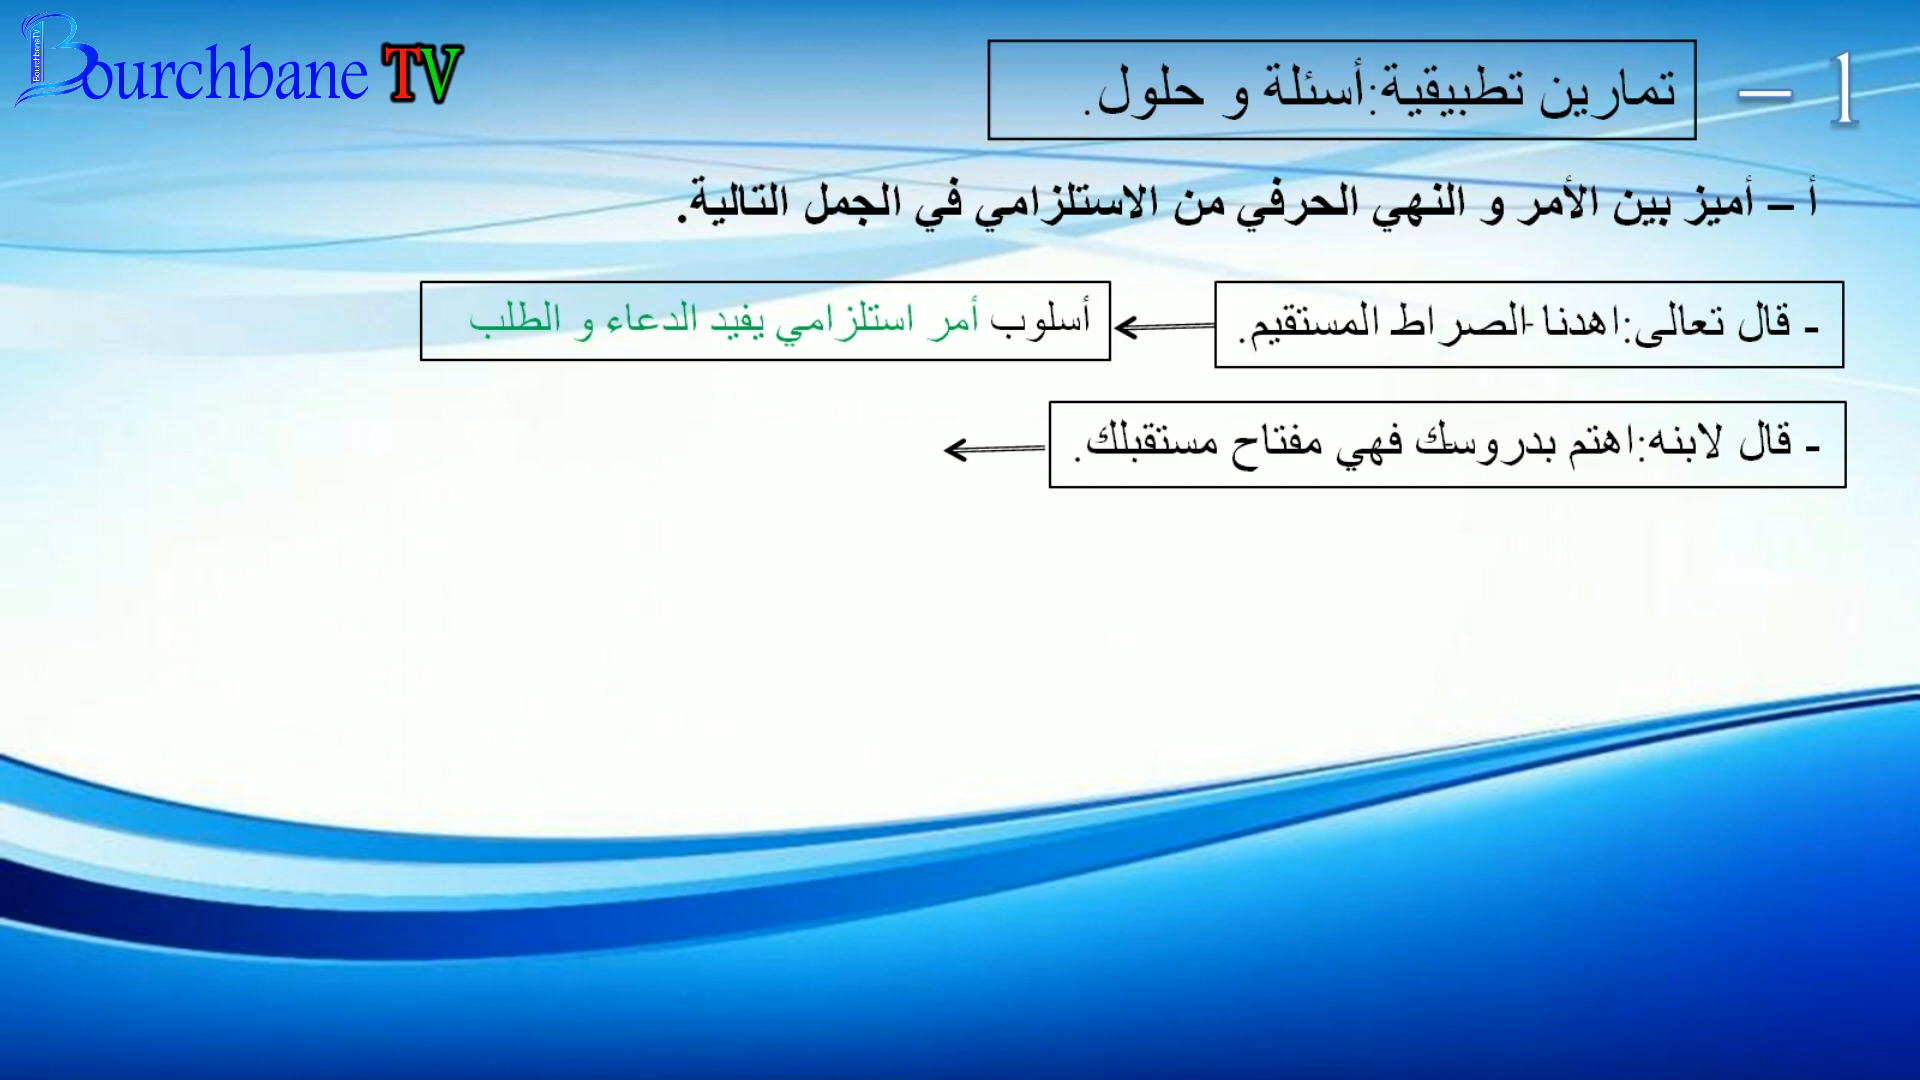 Bourchbane TV
BourchbaneTV
1 – تمارين تطبيقية:أسئلة و حلول.
أ – أميز بين الأمر و النهي الحرفي من الاستلزامي في الجمل التالية.
- قال تعالى:اهدنا الصراط المستقيم.
أسلوب أمر استلزامي يفيد الدعاء و الطلب
- قال لابنه:اهتم بدروسك فهي مفتاح مستقبلك.